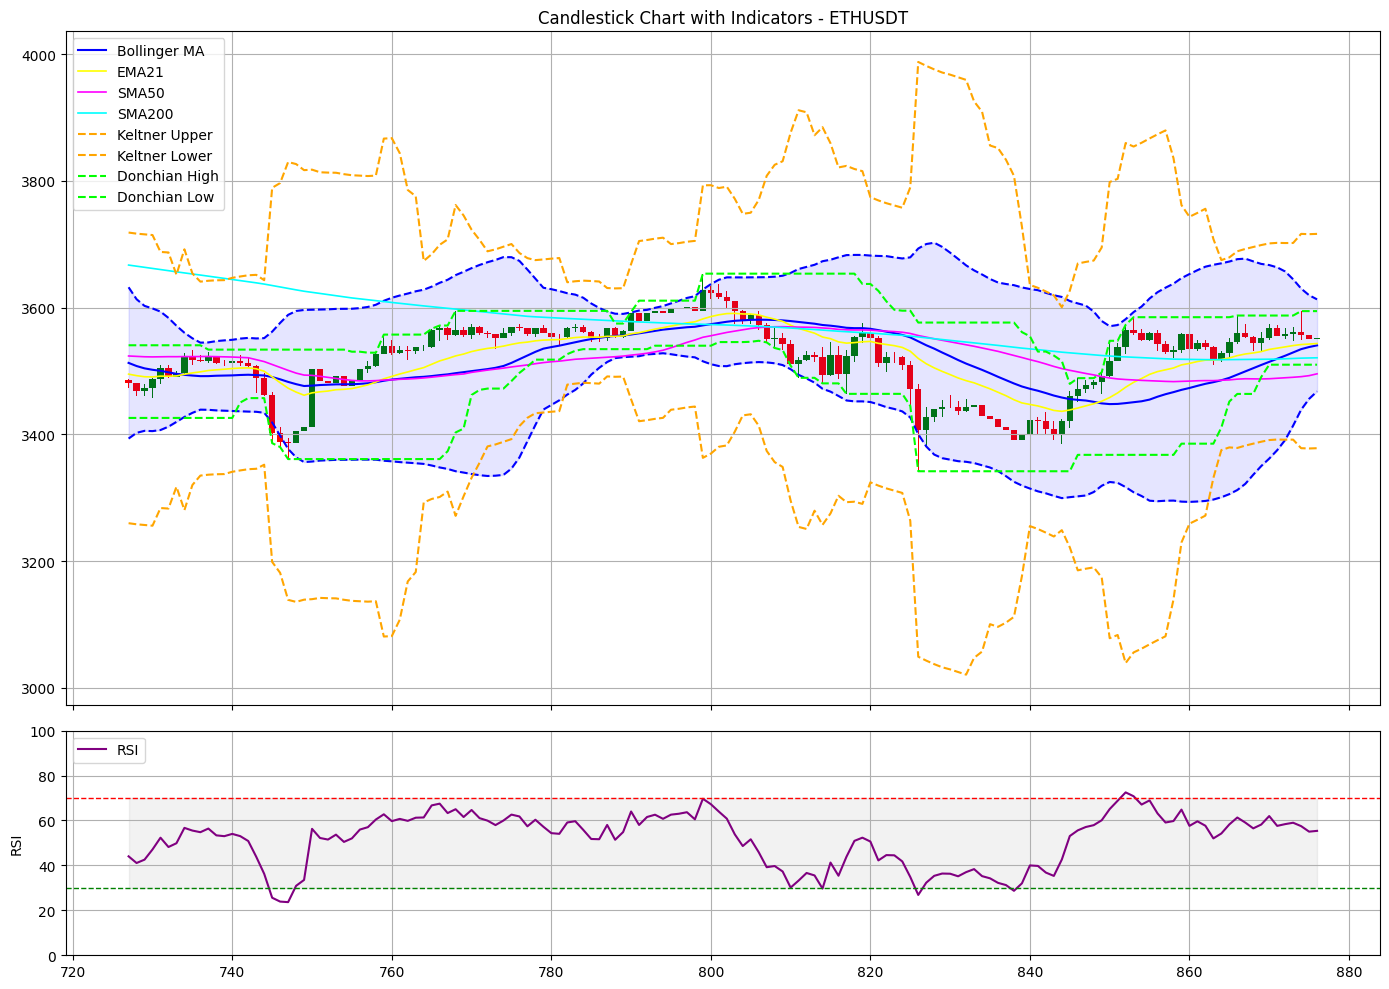 Candlestick Chart with Indicators - ETHUSDT
4000
3800
3600
3400
3200
3000
Bollinger MA
EMA21
SMA50
SMA200
Keltner Upper
Keltner Lower
Donchian High
Donchian Low
100
80
60
40
20
0
RSI
RSI
720 740 760 780 800 820 840 860 880